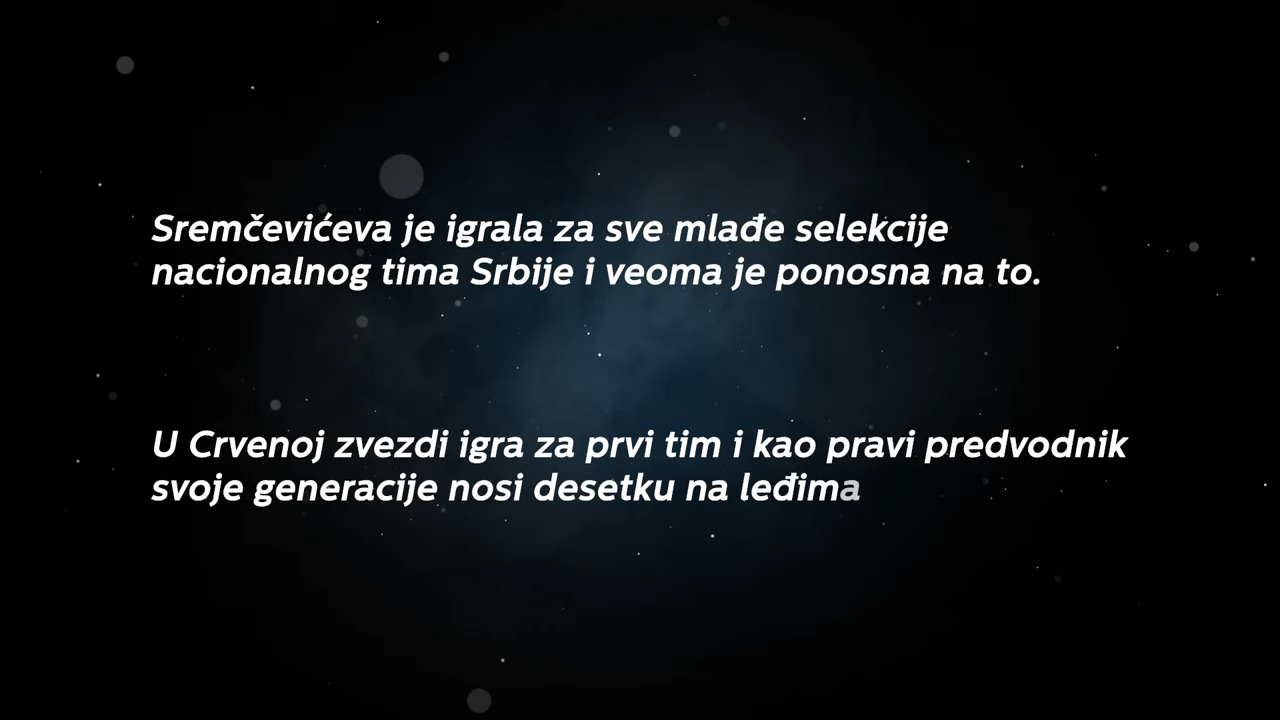 Sremčevićeva je igrala za sve mlađe selekcije
nacionalnog tima Srbije i veoma je ponosna na to.
U Crvenoj zvezdi igra za prvi tim i kao pravi predvodnik
svoje generacije nosi desetku na leđima